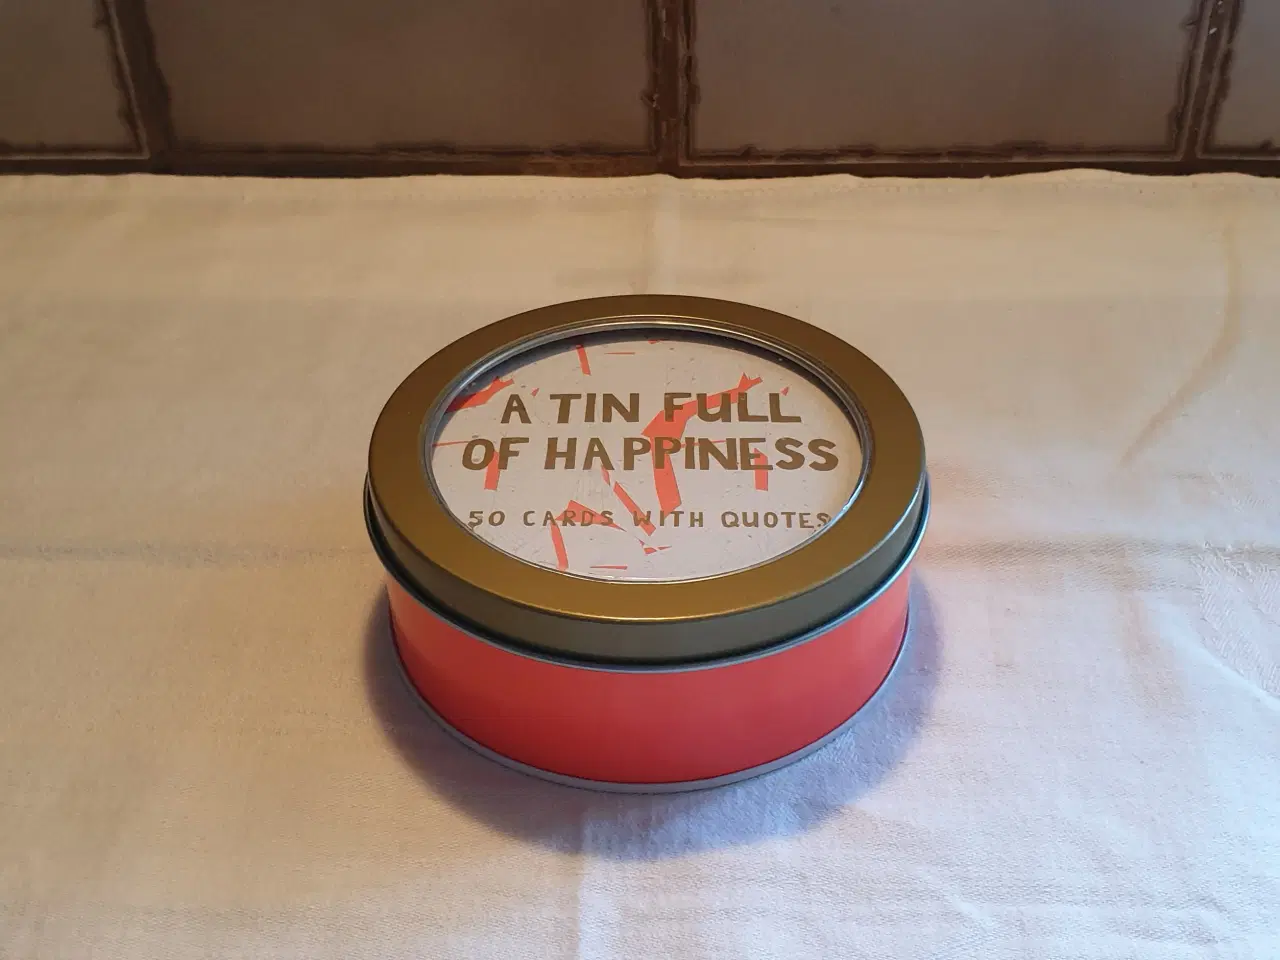 A TIN FULL
OF HAPPINESS
50 CARDS WITH QUOTES